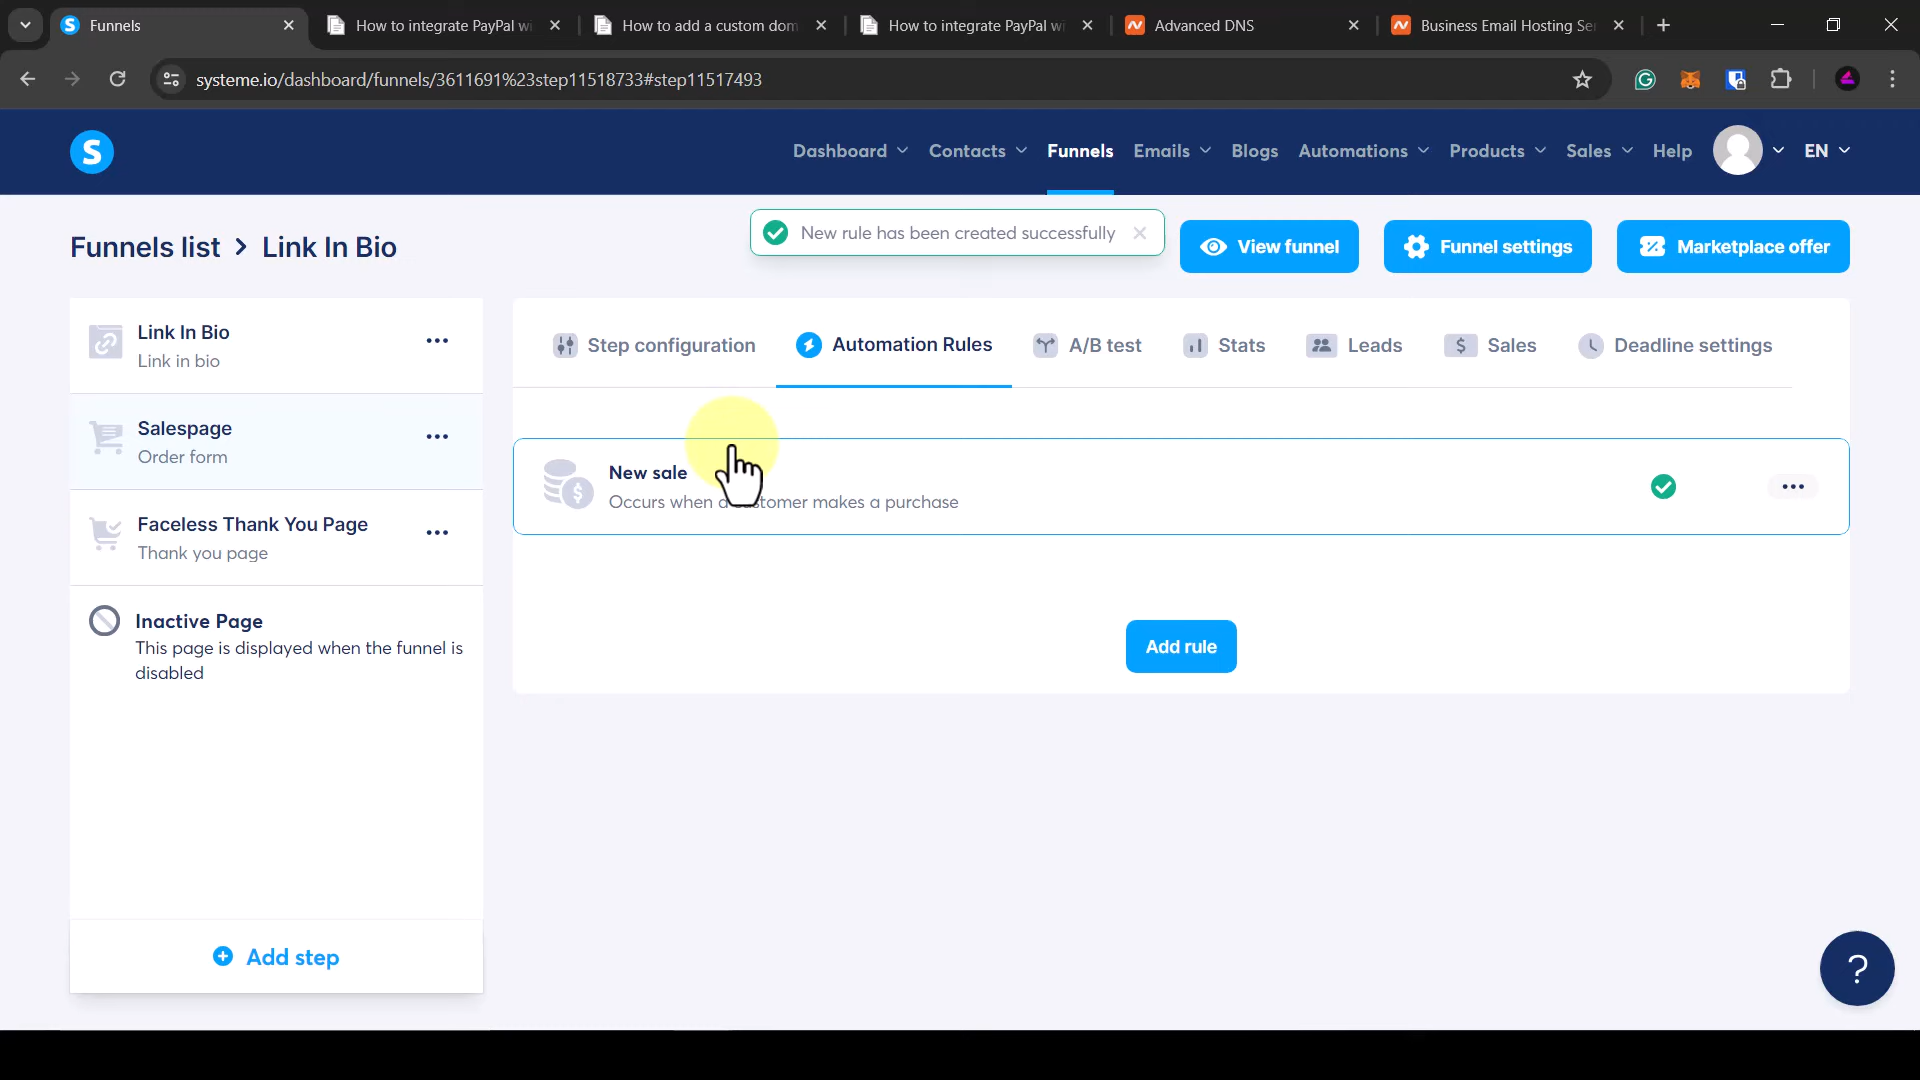 Funnels
How to integrate PayPal wi
How to add a custom dom
How to integrate PayPal wi
Advanced DNS
Business Email Hosting Ser
systeme.io/dashboard/funnels/3611691%23step11518733#step11517493
S
Dashboard
Contacts
Funnels
Emails
Blogs
Automations
Products
Sales
Help
EN
Funnels list > Link In Bio
New rule has been created successfully
View funnel
Funnel settings
Marketplace offer
Link In Bio
Link in bio
Salespage
Order form
Faceless Thank You Page
Thank you page
Inactive Page
This page is displayed when the funnel is
disabled
Add step
Step configuration
Automation Rules
A/B test
Stats
Leads
Sales
Deadline settings
New sale
Occurs when a customer makes a purchase
Add rule
?